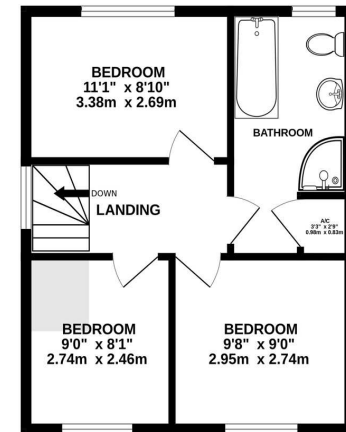 BEDROOM
11'1" x 8'10"
3.38m x 2.69m
BATHROOM
DOWN
LANDING
A/C
3'3" x 2'9"
0.98m x 0.83m
BEDROOM
9'0" x 8'1"
2.74m x 2.46m
BEDROOM
9'8" x 9'0"
2.95m x 2.74m